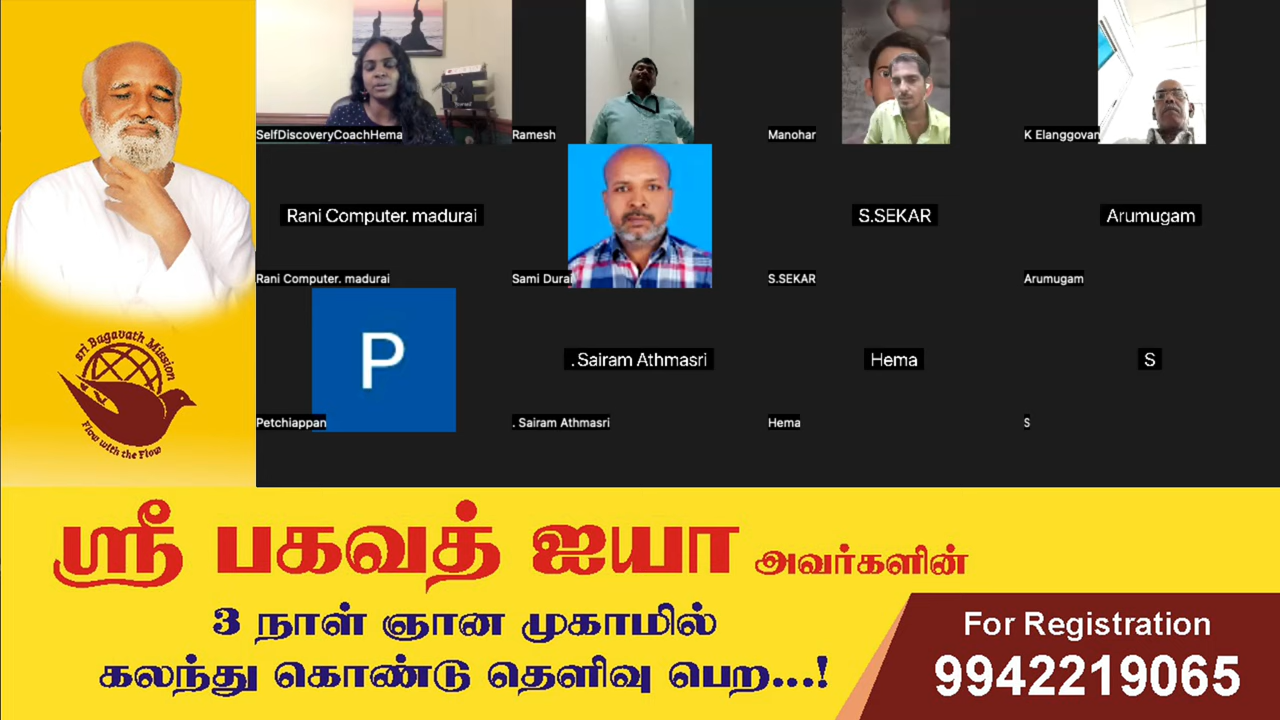 SelfDiscoveryCoachHema
Ramesh
Manohar
K Elanggovan
Rani Computer. madurai
S.SEKAR
Arumugam
Rani Computer. madurai
Sami Durai
S.SEKAR
Arumugam
P
. Sairam Athmasri
Hema
S
Petchiappan
. Sairam Athmasri
Hema
S
Sri Bagavath Mission
Flow with the Flow
ஸ்ரீ பகவத் ஐயா அவர்களின்
3 நாள் ஞான முகாமில்
கலந்து கொண்டு தெளிவு பெற...!
For Registration
9942219065